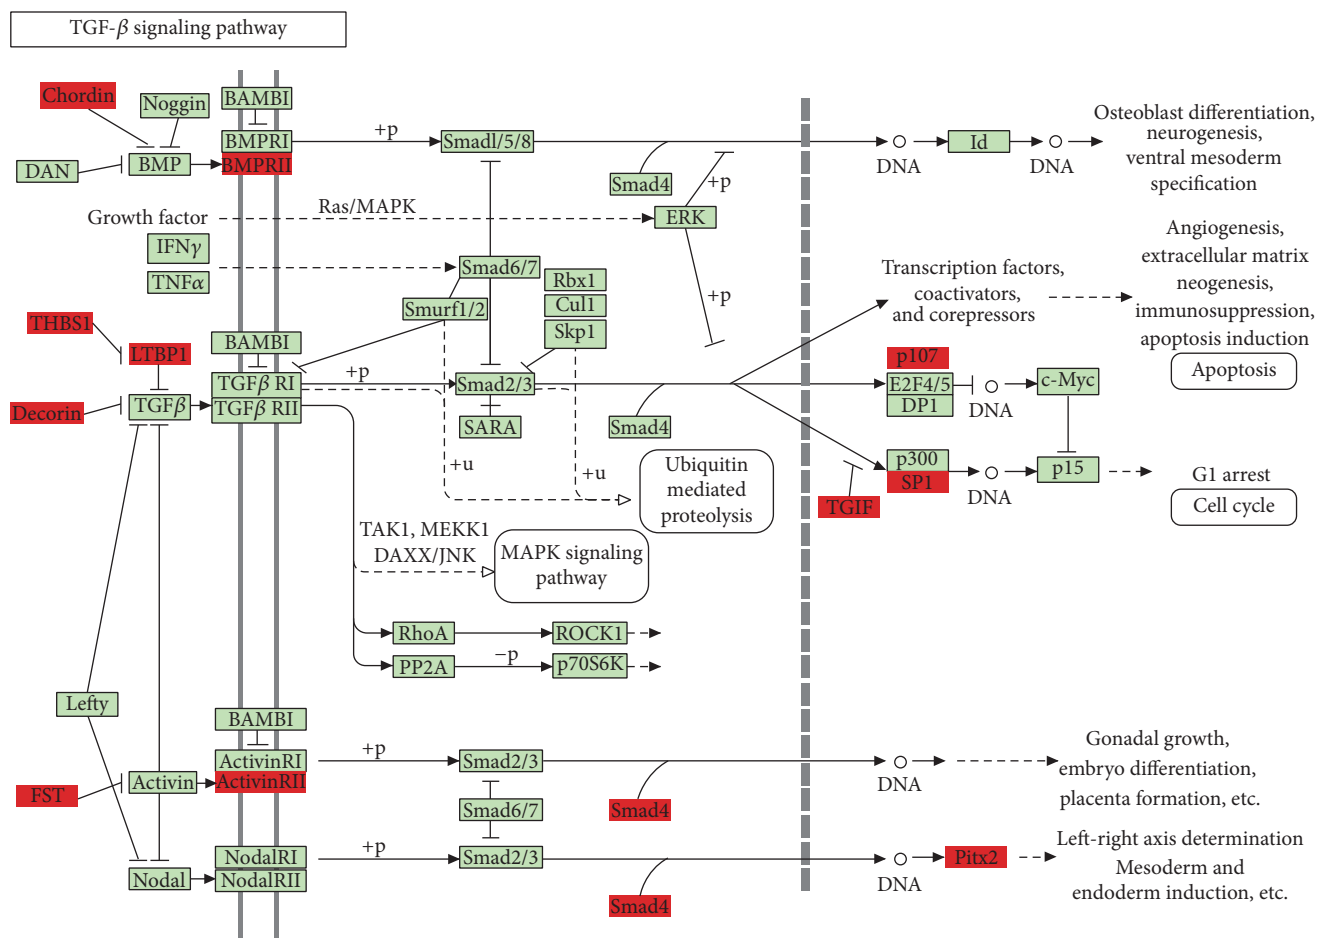 TGF-β signaling pathway
Chordin
Noggin
BAMBI
DAN
BMP
BMPRI
BMPRII
+p
Smadl/5/8
Smad4
+p
DNA
Id
DNA
Osteoblast differentiation,
neurogenesis,
ventral mesoderm
specification
Growth factor
Ras/MAPK
ERK
IFNγ
TNFα
Smad6/7
Rbx1
Cul1
Skp1
Smurf1/2
+p
Transcription factors,
coactivators,
and corepressors
Angiogenesis,
extracellular matrix
neogenesis,
immunosuppression,
apoptosis induction
Apoptosis
THBS1
LTBP1
BAMBI
Decorin
TGFβ
TGFβ RI
TGFβ RII
+p
Smad2/3
SARA
Smad4
p107
E2F4/5
DP1
DNA
c-Myc
+u
+u
Ubiquitin
mediated
proteolysis
TGIF
p300
SP1
DNA
p15
G1 arrest
Cell cycle
TAK1, MEKK1
DAXX/JNK
MAPK signaling
pathway
RhoA
ROCK1
PP2A
−p
p70S6K
Lefty
BAMBI
FST
Activin
ActivinRI
ActivinRII
+p
Smad2/3
Smad6/7
Smad4
DNA
Gonadal growth,
embryo differentiation,
placenta formation, etc.
Nodal
NodalRI
NodalRII
+p
Smad2/3
Smad4
DNA
Pitx2
Left-right axis determination
Mesoderm and
endoderm induction, etc.